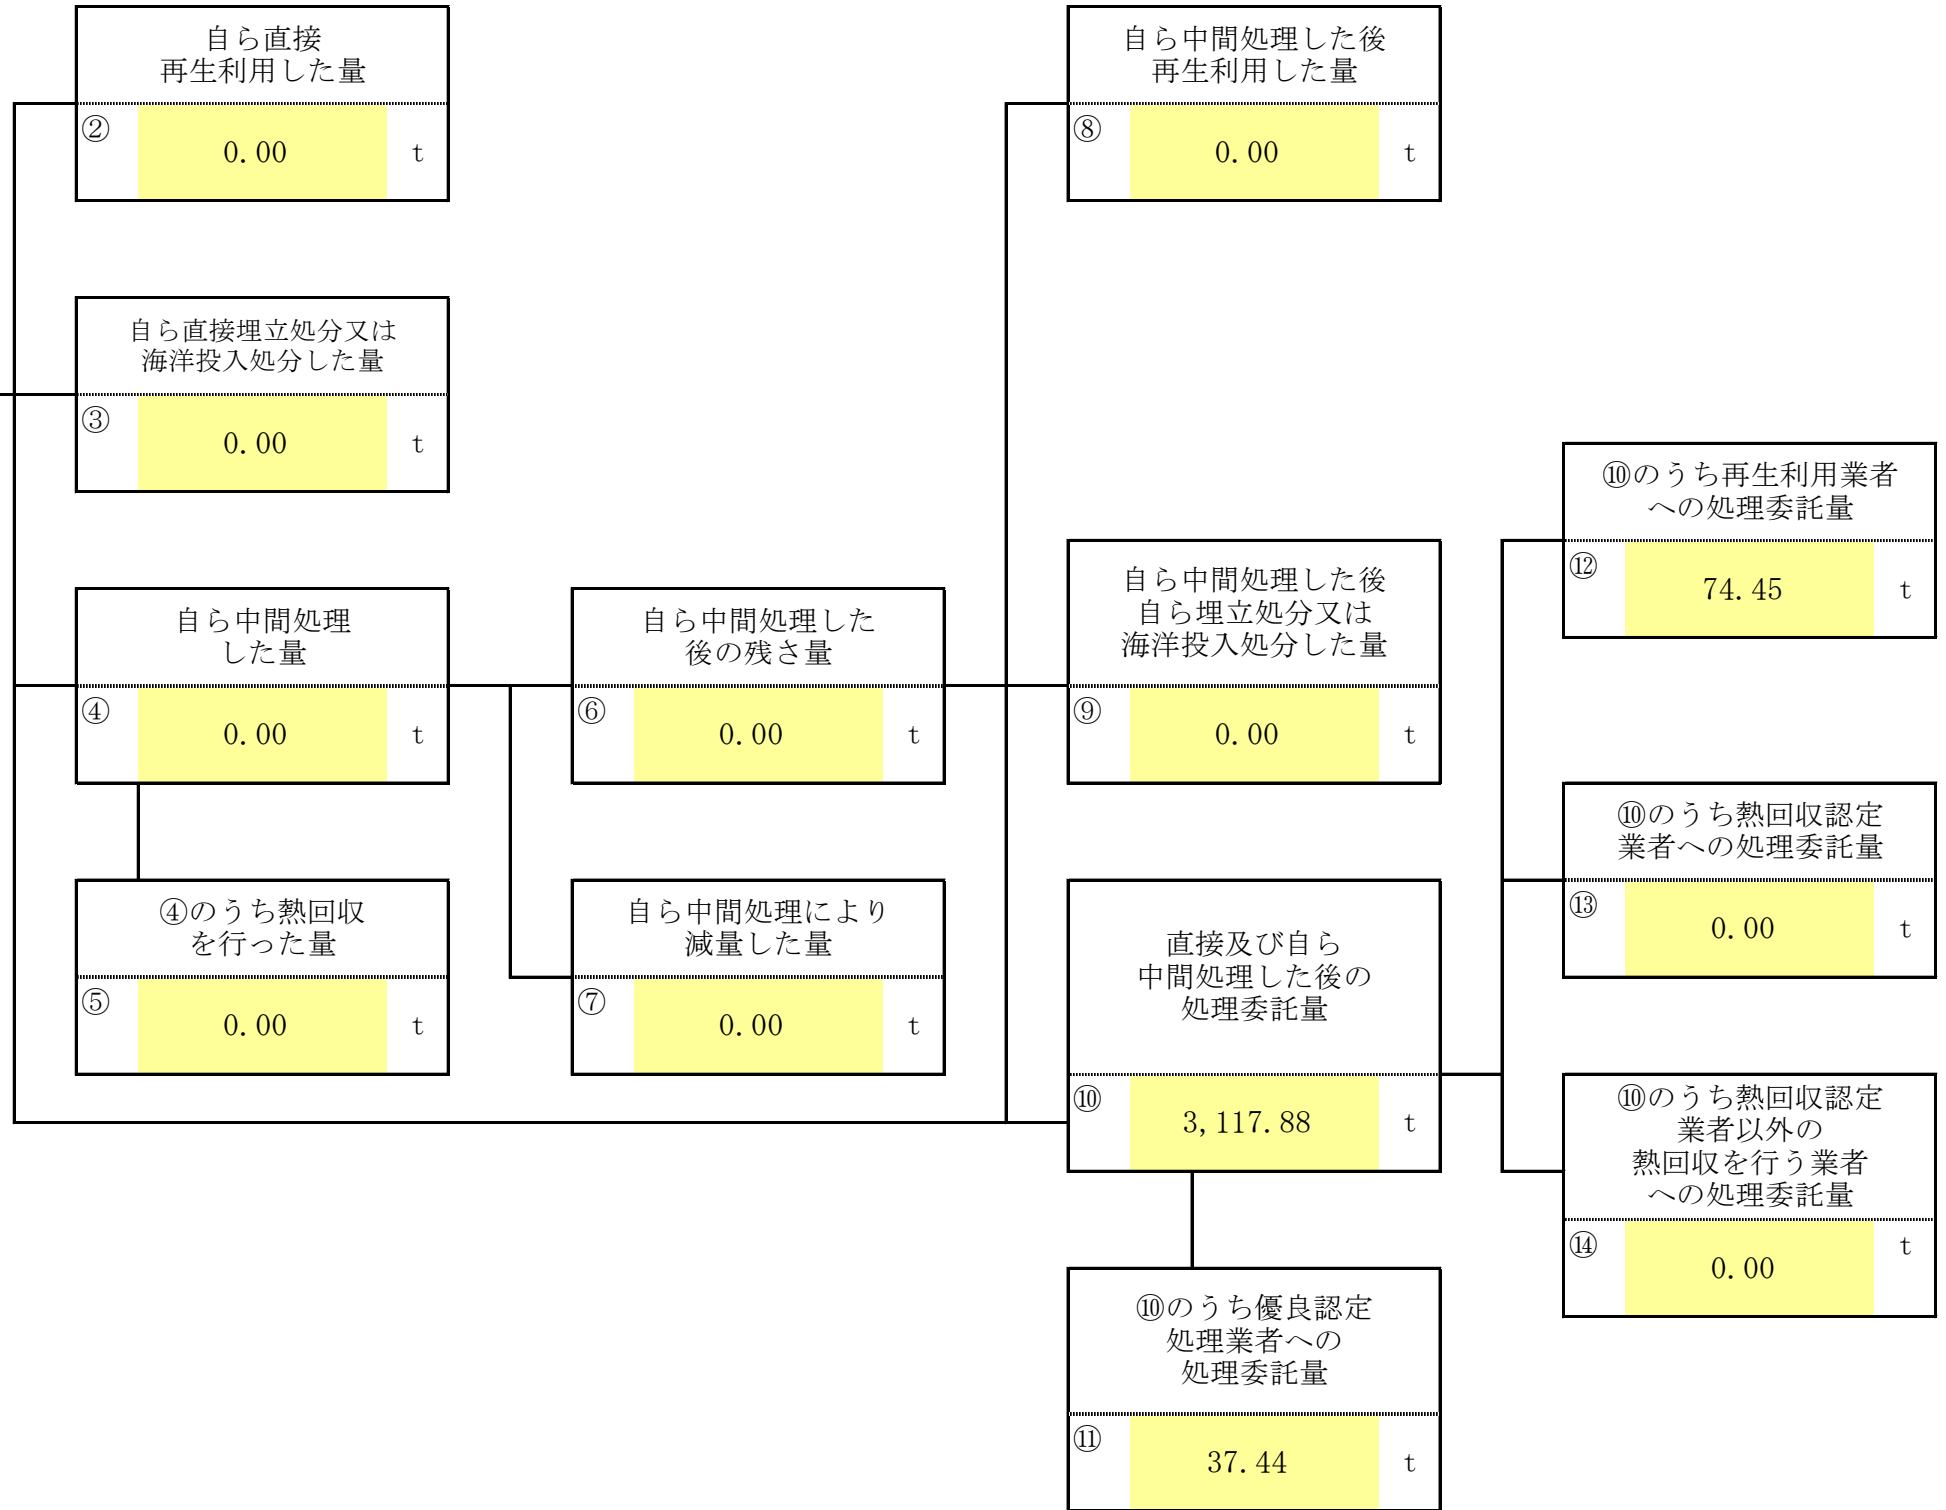 自ら直接
再生利用した量
②
0.00
t
自ら中間処理した後
再生利用した量
⑧
0.00
t
自ら直接埋立処分又は
海洋投入処分した量
③
0.00
t
⑩のうち再生利用業者
への処理委託量
⑫
74.45
t
自ら中間処理
した量
④
0.00
t
自ら中間処理した
後の残さ量
⑥
0.00
t
自ら中間処理した後
自ら埋立処分又は
海洋投入処分した量
⑨
0.00
t
⑩のうち熱回収認定
業者への処理委託量
⑬
0.00
t
④のうち熱回収
を行った量
⑤
0.00
t
自ら中間処理により
減量した量
⑦
0.00
t
直接及び自ら
中間処理した後の
処理委託量
⑩
3,117.88
t
⑩のうち熱回収認定
業者以外の
熱回収を行う業者
への処理委託量
⑭
0.00
t
⑩のうち優良認定
処理業者への
処理委託量
⑪
37.44
t